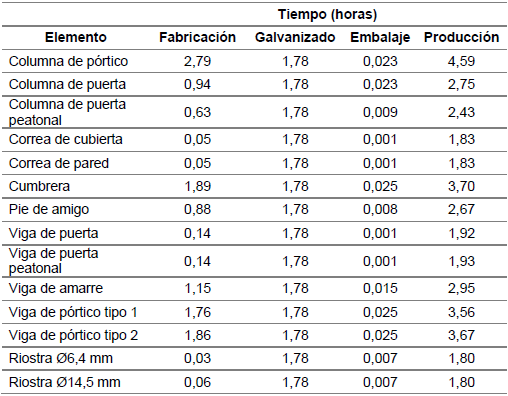 Tiempo (horas)
Elemento Fabricación Galvanizado Embalaje Producción
Columna de pórtico 2,79 1,78 0,023 4,59
Columna de puerta 0,94 1,78 0,023 2,75
Columna de puerta
peatonal 0,63 1,78 0,009 2,43
Correa de cubierta 0,05 1,78 0,001 1,83
Correa de pared 0,05 1,78 0,001 1,83
Cumbrera 1,89 1,78 0,025 3,70
Pie de amigo 0,88 1,78 0,008 2,67
Viga de puerta 0,14 1,78 0,001 1,92
Viga de puerta
peatonal 0,14 1,78 0,001 1,93
Viga de amarre 1,15 1,78 0,015 2,95
Viga de pórtico tipo 1 1,76 1,78 0,025 3,56
Viga de pórtico tipo 2 1,86 1,78 0,025 3,67
Riostra Ø6,4 mm 0,03 1,78 0,007 1,80
Riostra Ø14,5 mm 0,06 1,78 0,007 1,80